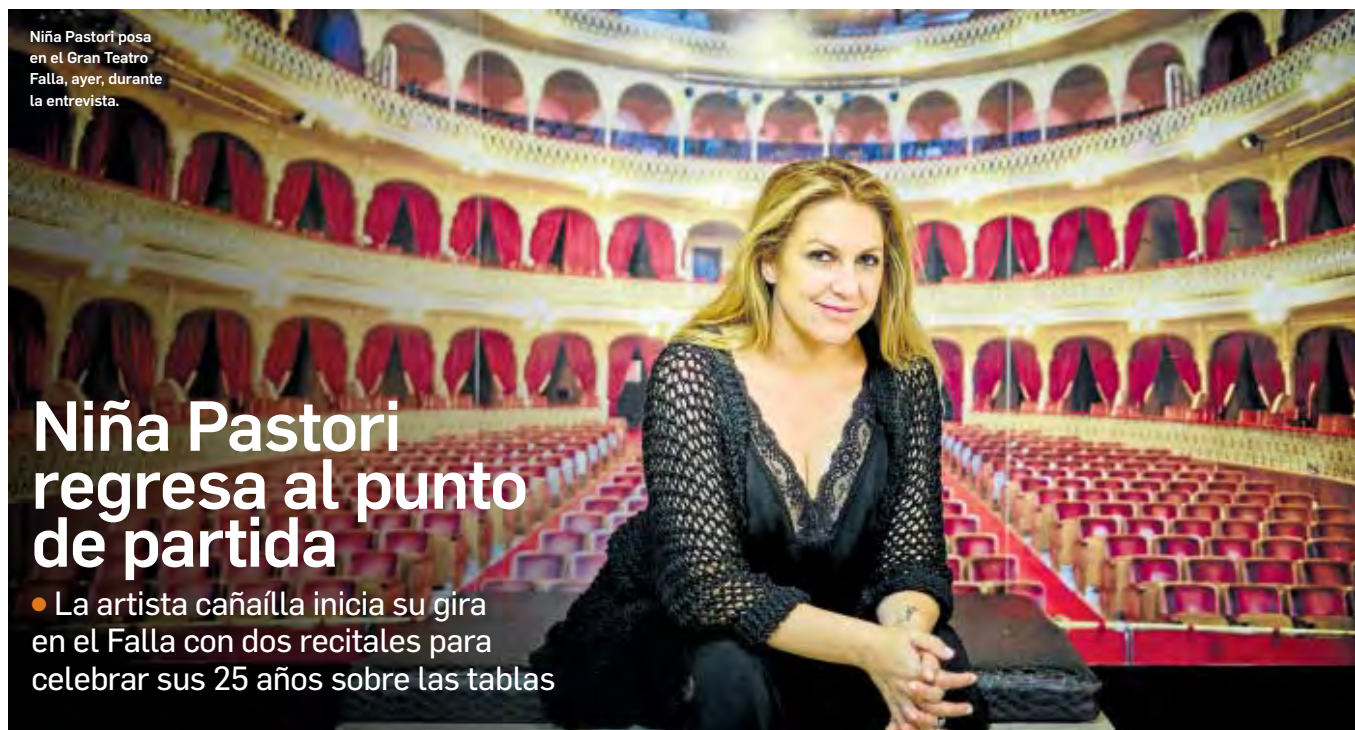 Niña Pastori posa
en el Gran Teatro
Falla, ayer, durante
la entrevista.
Niña Pastori
regresa al punto
de partida
● La artista cañaílla inicia su gira
en el Falla con dos recitales para
celebrar sus 25 años sobre las tablas